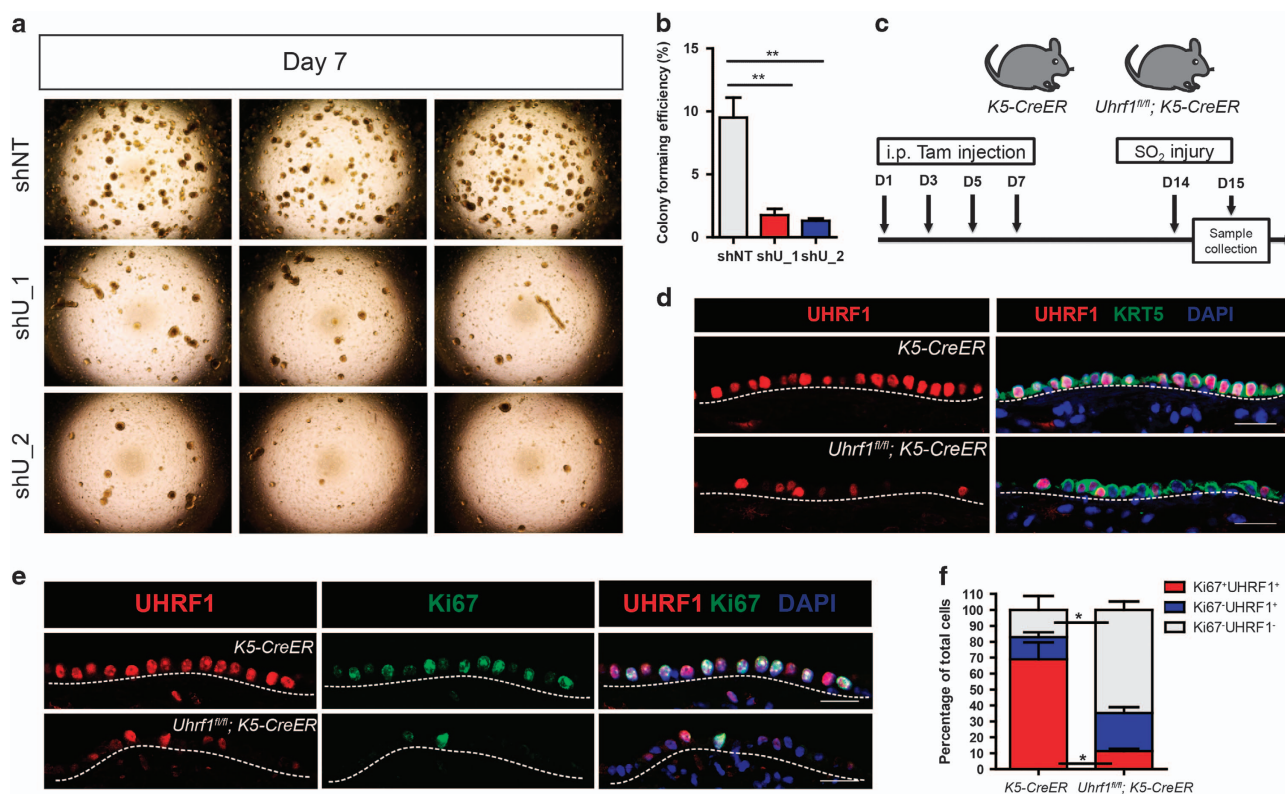 a
Day 7
shNT
shU_1
shU_2
b
Colony formaing efficiency (%)
15
10
5
0
**
**
shNT shU_1 shU_2
c
K5-CreER
Uhrf1fl/fl; K5-CreER
i.p. Tam injection
SO2 injury
D1 D3 D5 D7 D14 D15
Sample
collection
d
UHRF1
UHRF1 KRT5 DAPI
K5-CreER
Uhrf1fl/fl; K5-CreER
e
UHRF1
Ki67
UHRF1 Ki67 DAPI
K5-CreER
Uhrf1fl/fl; K5-CreER
f
Percentage of total cells
110
100
90
80
70
60
50
40
30
20
10
0
*
*
K5-CreER
Uhrf1fl/fl; K5-CreER
Ki67+UHRF1+
Ki67-UHRF1+
Ki67-UHRF1-